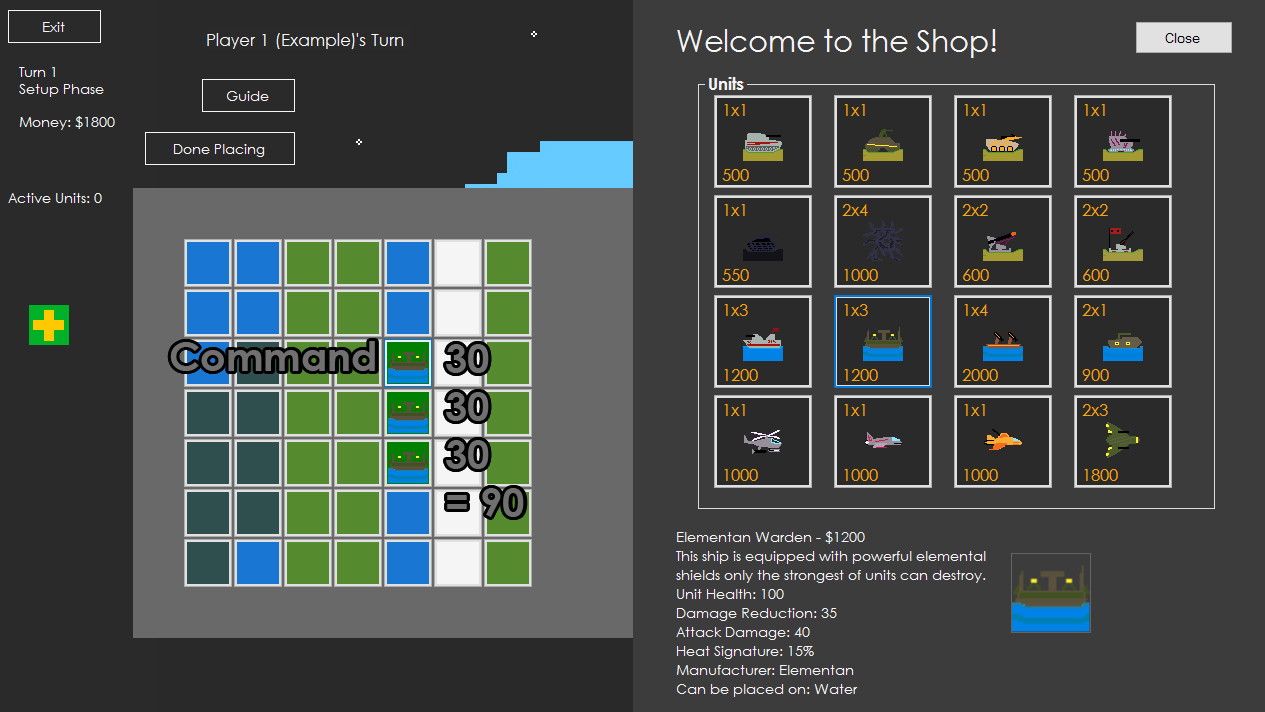 Exit
Player 1 (Example)'s Turn
Turn 1
Setup Phase
Guide
Money: $1800
Done Placing
Active Units: 0
Command 30
30
30
= 90
Welcome to the Shop!
Close
Units
1x1 1x1 1x1 1x1
500 500 500 500
1x1 2x4 2x2 2x2
550 1000 600 600
1x3 1x3 1x4 2x1
1200 1200 2000 900
1x1 1x1 1x1 2x3
1000 1000 1000 1800
Elementan Warden - $1200
This ship is equipped with powerful elemental
shields only the strongest of units can destroy.
Unit Health: 100
Damage Reduction: 35
Attack Damage: 40
Heat Signature: 15%
Manufacturer: Elementan
Can be placed on: Water